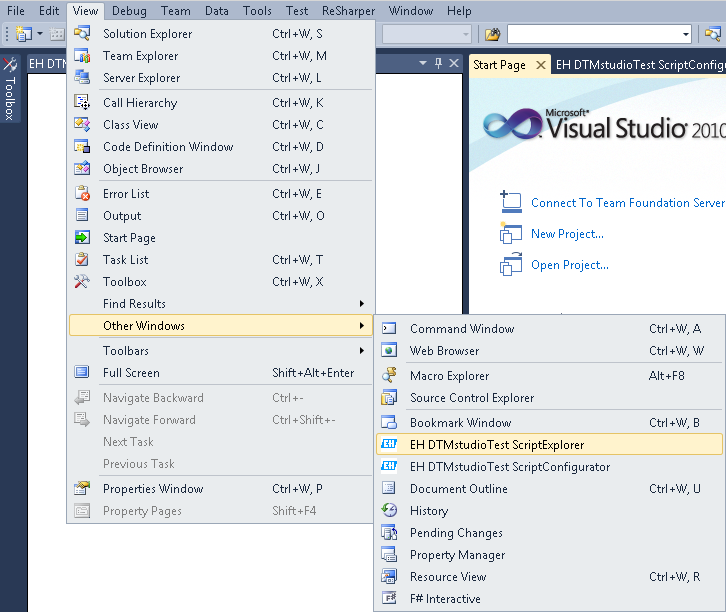 File Edit View Debug Team Data Tools Test ReSharper Window Help
Toolbox
EH DTM
Solution Explorer Ctrl+W, S
Team Explorer Ctrl+W, M
Server Explorer Ctrl+W, L
Call Hierarchy Ctrl+W, K
Class View Ctrl+W, C
Code Definition Window Ctrl+W, D
Object Browser Ctrl+W, J
Error List Ctrl+W, E
Output Ctrl+W, O
Start Page
Task List Ctrl+W, T
Toolbox Ctrl+W, X
Find Results
Other Windows
Toolbars
Full Screen Shift+Alt+Enter
Navigate Backward Ctrl+-
Navigate Forward Ctrl+Shift+-
Next Task
Previous Task
Properties Window Ctrl+W, P
Property Pages Shift+F4
Start Page EH DTMstudioTest ScriptConfigu
Microsoft®
Visual Studio® 2010
Connect To Team Foundation Server
New Project...
Open Project...
Command Window Ctrl+W, A
Web Browser Ctrl+W, W
Macro Explorer Alt+F8
Source Control Explorer
Bookmark Window Ctrl+W, B
EH EH DTMstudioTest ScriptExplorer
EH EH DTMstudioTest ScriptConfigurator
Document Outline Ctrl+W, U
History
Pending Changes
Property Manager
Resource View Ctrl+W, R
F# F# Interactive